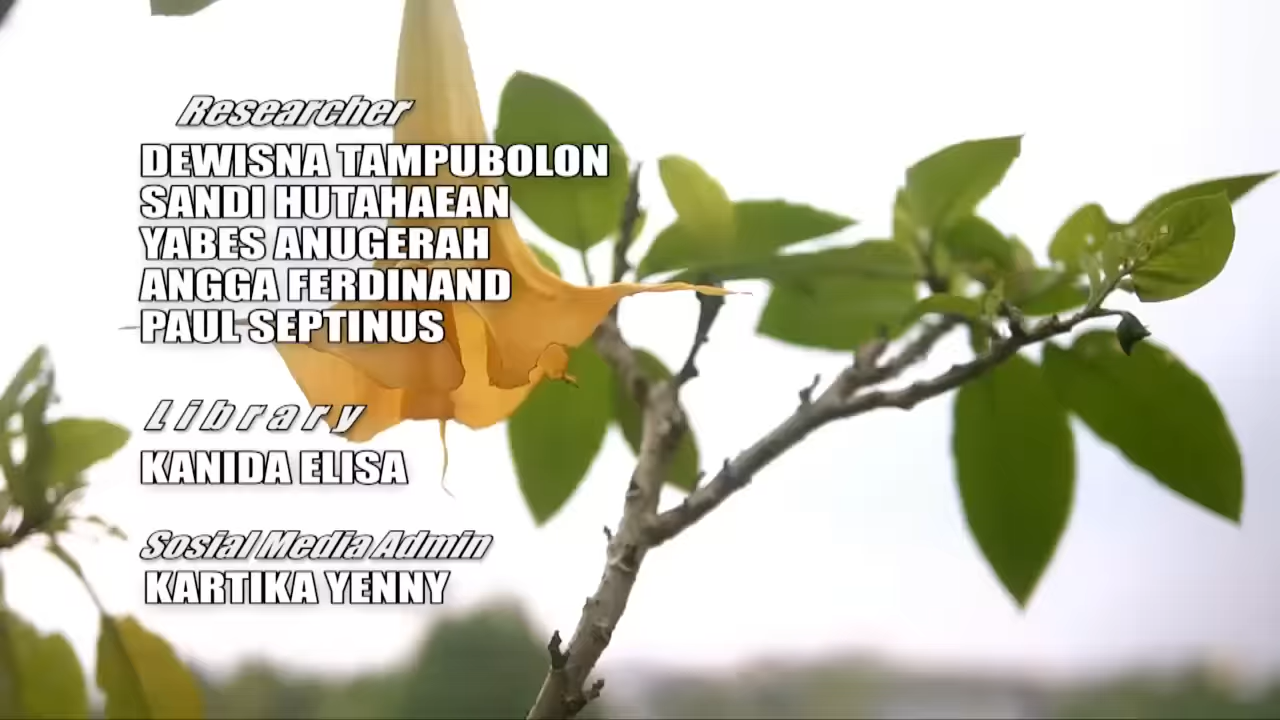 Researcher
DEWISNA TAMPUBOLON
SANDI HUTAHAEAN
YABES ANUGERAH
ANGGA FERDINAND
PAUL SEPTINUS
Library
KANIDA ELISA
Sosial Media Admin
KARTIKA YENNY